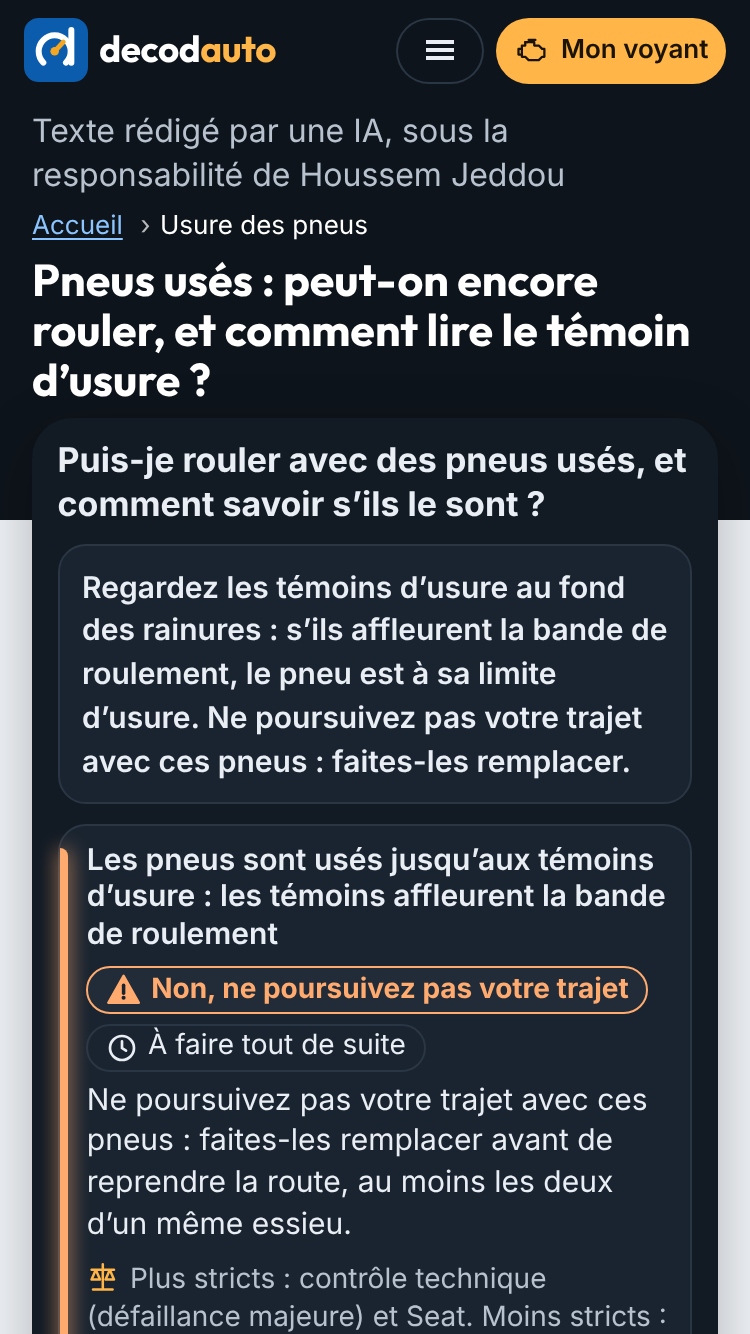 decodauto
Mon voyant
Texte rédigé par une IA, sous la
responsabilité de Houssem Jeddou
Accueil › Usure des pneus
Pneus usés : peut-on encore
rouler, et comment lire le témoin
d’usure ?
Puis-je rouler avec des pneus usés, et
comment savoir s’ils le sont ?
Regardez les témoins d’usure au fond
des rainures : s’ils affleurent la bande de
roulement, le pneu est à sa limite
d’usure. Ne poursuivez pas votre trajet
avec ces pneus : faites-les remplacer.
Les pneus sont usés jusqu’aux témoins
d’usure : les témoins affleurent la bande
de roulement
Non, ne poursuivez pas votre trajet
À faire tout de suite
Ne poursuivez pas votre trajet avec ces
pneus : faites-les remplacer avant de
reprendre la route, au moins les deux
d’un même essieu.
Plus stricts : contrôle technique
(défaillance majeure) et Seat. Moins stricts :